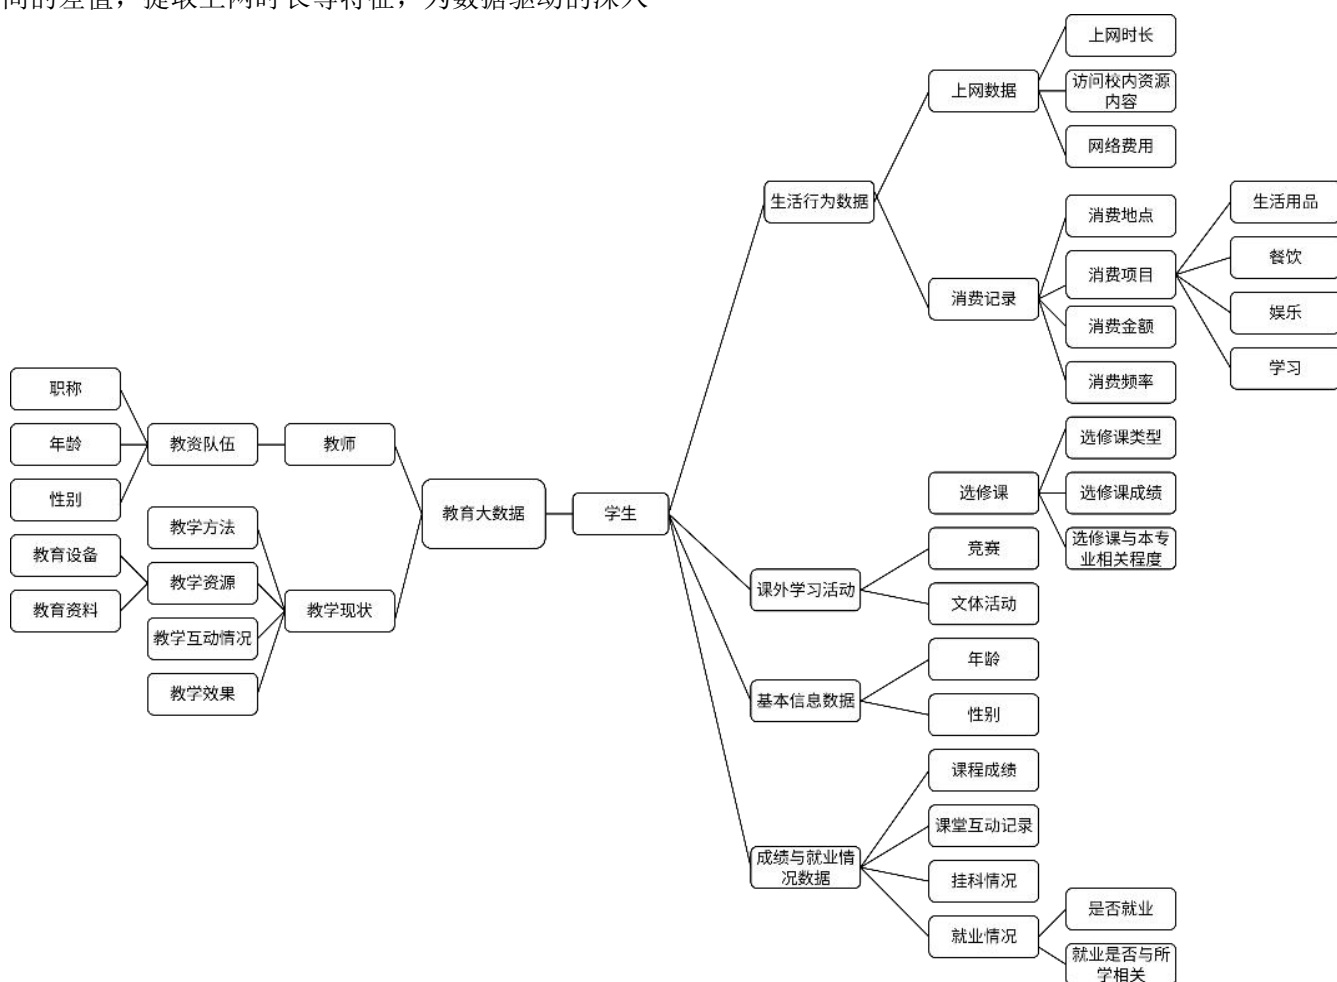 间的差值，提取上网时长等特征，为数据驱动的深入
上网时长
上网数据
访问校内资源
内容
网络费用
生活行为数据
消费地点
生活用品
消费项目
餐饮
消费记录
消费金额
娱乐
消费频率
学习
职称
年龄
教资队伍
教师
性别
教育大数据
学生
选修课类型
选修课
选修课成绩
选修课与本专
业相关程度
教学方法
教育设备
教学资源
教育资料
教学现状
教学互动情况
教学效果
竞赛
课外学习活动
文体活动
年龄
基本信息数据
性别
课程成绩
课堂互动记录
成绩与就业情
况数据
挂科情况
是否就业
就业情况
就业是否与所
学相关